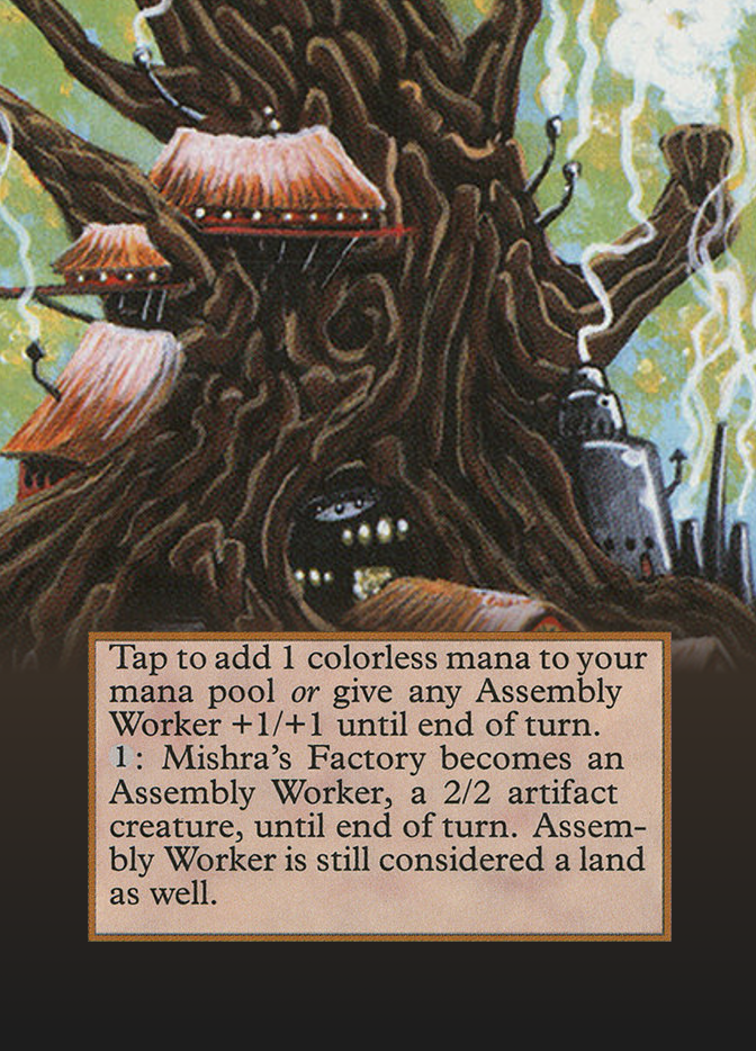 Tap to add 1 colorless mana to your
mana pool or give any Assembly
Worker +1/+1 until end of turn.
1: Mishra's Factory becomes an
Assembly Worker, a 2/2 artifact
creature, until end of turn. Assem-
bly Worker is still considered a land
as well.